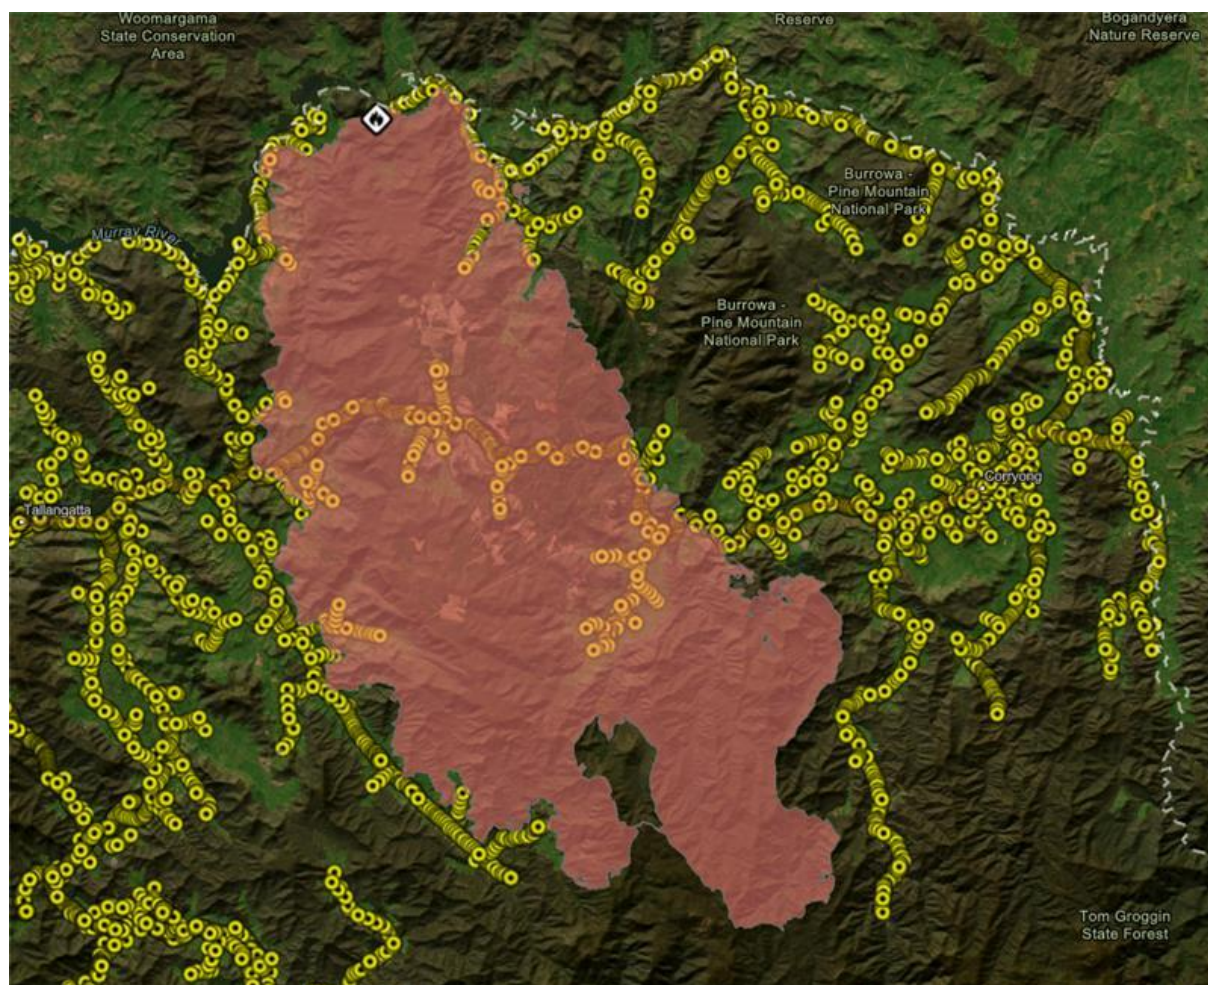 Woomargama
State Conservation
Area
Reserve
Bogandyera
Nature Reserve
Burrowa -
Pine Mountain
National Park
Murray River
Burrowa -
Pine Mountain
National Park
Corryong
Tallangatta
Tom Groggin
State Forest